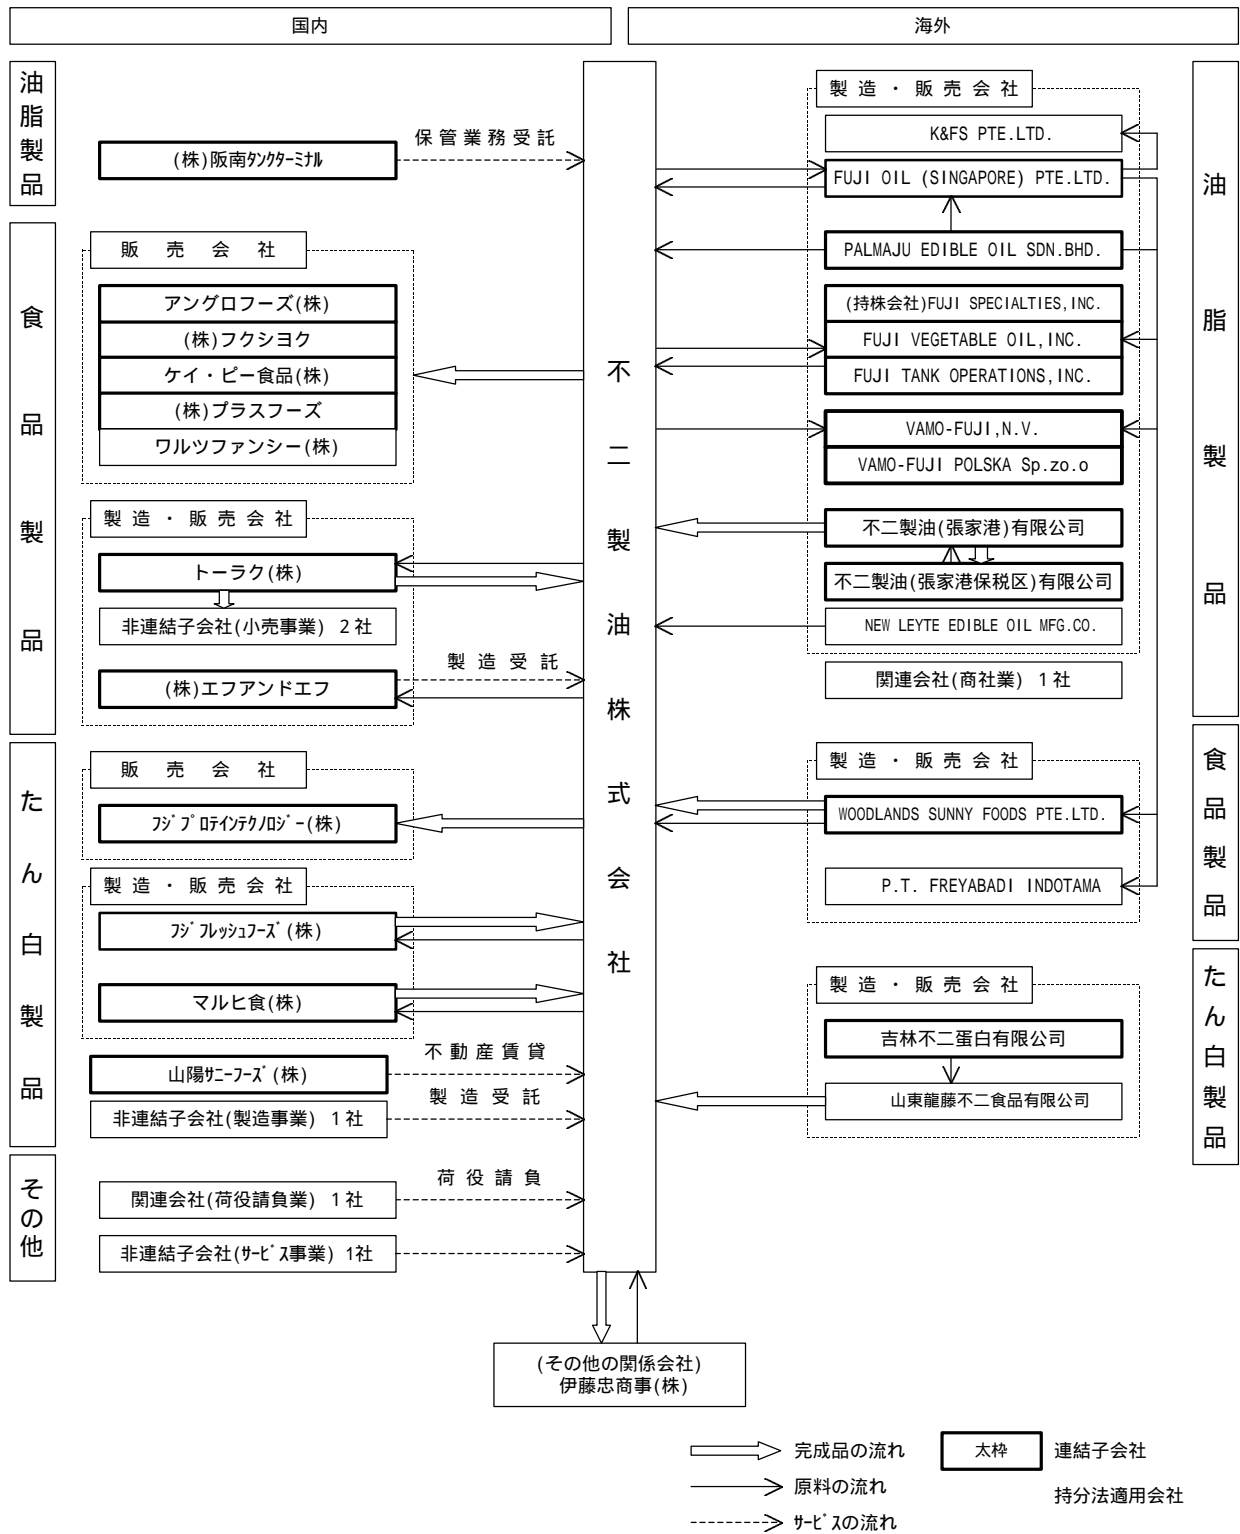 国内
海外
油脂製品
(株)阪南ﾀﾝｸﾀｰﾐﾅﾙ
保管業務受託
食品製品
販売会社
アングロフーズ(株)
(株)フクシヨク
ケイ・ピー食品(株)
(株)プラスフーズ
ワルツファンシー(株)
製造・販売会社
トーラク(株)
非連結子会社(小売事業) 2社
製造受託
(株)エフアンドエフ
たん白製品
販売会社
ﾌｼﾞﾌﾟﾛﾃｲﾝﾃｸﾉﾛｼﾞｰ(株)
製造・販売会社
ﾌｼﾞﾌﾚｯｼｭﾌｰｽﾞ(株)
マルヒ食(株)
不動産賃貸
山陽ｻﾆｰﾌｰｽﾞ(株)
製造受託
非連結子会社(製造事業) 1社
その他
荷役請負
関連会社(荷役請負業) 1社
非連結子会社(ｻｰﾋﾞｽ事業) 1社
不二製油株式会社
製造・販売会社
K&FS PTE.LTD.
FUJI OIL (SINGAPORE) PTE.LTD.
PALMAJU EDIBLE OIL SDN.BHD.
(持株会社)FUJI SPECIALTIES,INC.
FUJI VEGETABLE OIL,INC.
FUJI TANK OPERATIONS,INC.
VAMO-FUJI,N.V.
VAMO-FUJI POLSKA Sp.zo.o
不二製油(張家港)有限公司
不二製油(張家港保税区)有限公司
NEW LEYTE EDIBLE OIL MFG.CO.
関連会社(商社業) 1社
油脂製品
製造・販売会社
WOODLANDS SUNNY FOODS PTE.LTD.
P.T. FREYABADI INDOTAMA
食品製品
製造・販売会社
吉林不二蛋白有限公司
山東龍藤不二食品有限公司
たん白製品
(その他の関係会社)
伊藤忠商事(株)
完成品の流れ
太枠
連結子会社
原料の流れ
持分法適用会社
ｻｰﾋﾞｽの流れ